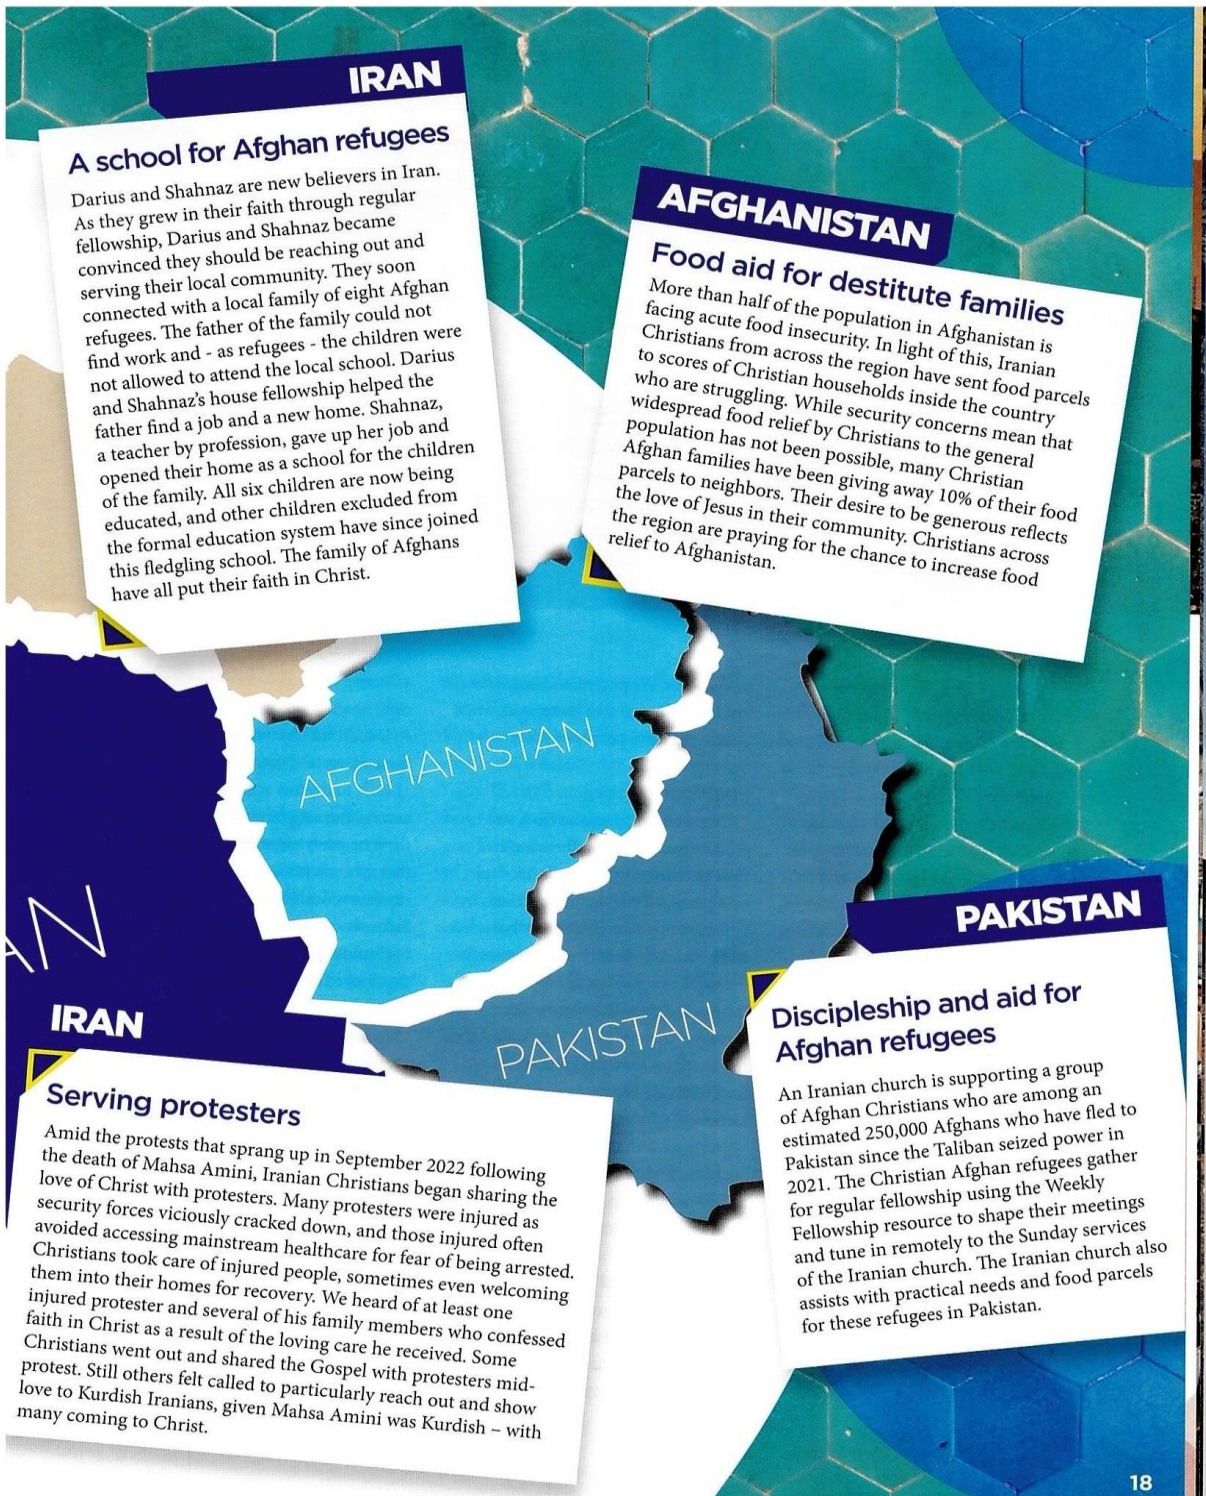 IRAN
A school for Afghan refugees
Darius and Shahnaz are new believers in Iran.
As they grew in their faith through regular
fellowship, Darius and Shahnaz became
convinced they should be reaching out and
serving their local community. They soon
connected with a local family of eight Afghan
refugees. The father of the family could not
find work and - as refugees - the children were
not allowed to attend the local school. Darius
and Shahnaz's house fellowship helped the
father find a job and a new home. Shahnaz,
a teacher by profession, gave up her job and
opened their home as a school for the children
of the family. All six children are now being
educated, and other children excluded from
the formal education system have since joined
this fledgling school. The family of Afghans
have all put their faith in Christ.
AFGHANISTAN
Food aid for destitute families
More than half of the population in Afghanistan is
facing acute food insecurity. In light of this, Iranian
Christians from across the region have sent food parcels
to scores of Christian households inside the country
who are struggling. While security concerns mean that
widespread food relief by Christians to the general
population has not been possible, many Christian
Afghan families have been giving away 10% of their food
parcels to neighbors. Their desire to be generous reflects
the love of Jesus in their community. Christians across
the region are praying for the chance to increase food
relief to Afghanistan.
AFGHANISTAN
AN
PAKISTAN
PAKISTAN
Discipleship and aid for
Afghan refugees
An Iranian church is supporting a group
of Afghan Christians who are among an
estimated 250,000 Afghans who have fled to
Pakistan since the Taliban seized power in
2021. The Christian Afghan refugees gather
for regular fellowship using the Weekly
Fellowship resource to shape their meetings
and tune in remotely to the Sunday services
of the Iranian church. The Iranian church also
assists with practical needs and food parcels
for these refugees in Pakistan.
IRAN
Serving protesters
Amid the protests that sprang up in September 2022 following
the death of Mahsa Amini, Iranian Christians began sharing the
love of Christ with protesters. Many protesters were injured as
security forces viciously cracked down, and those injured often
avoided accessing mainstream healthcare for fear of being arrested.
Christians took care of injured people, sometimes even welcoming
them into their homes for recovery. We heard of at least one
injured protester and several of his family members who confessed
faith in Christ as a result of the loving care he received. Some
Christians went out and shared the Gospel with protesters mid-
protest. Still others felt called to particularly reach out and show
love to Kurdish Iranians, given Mahsa Amini was Kurdish – with
many coming to Christ.
18